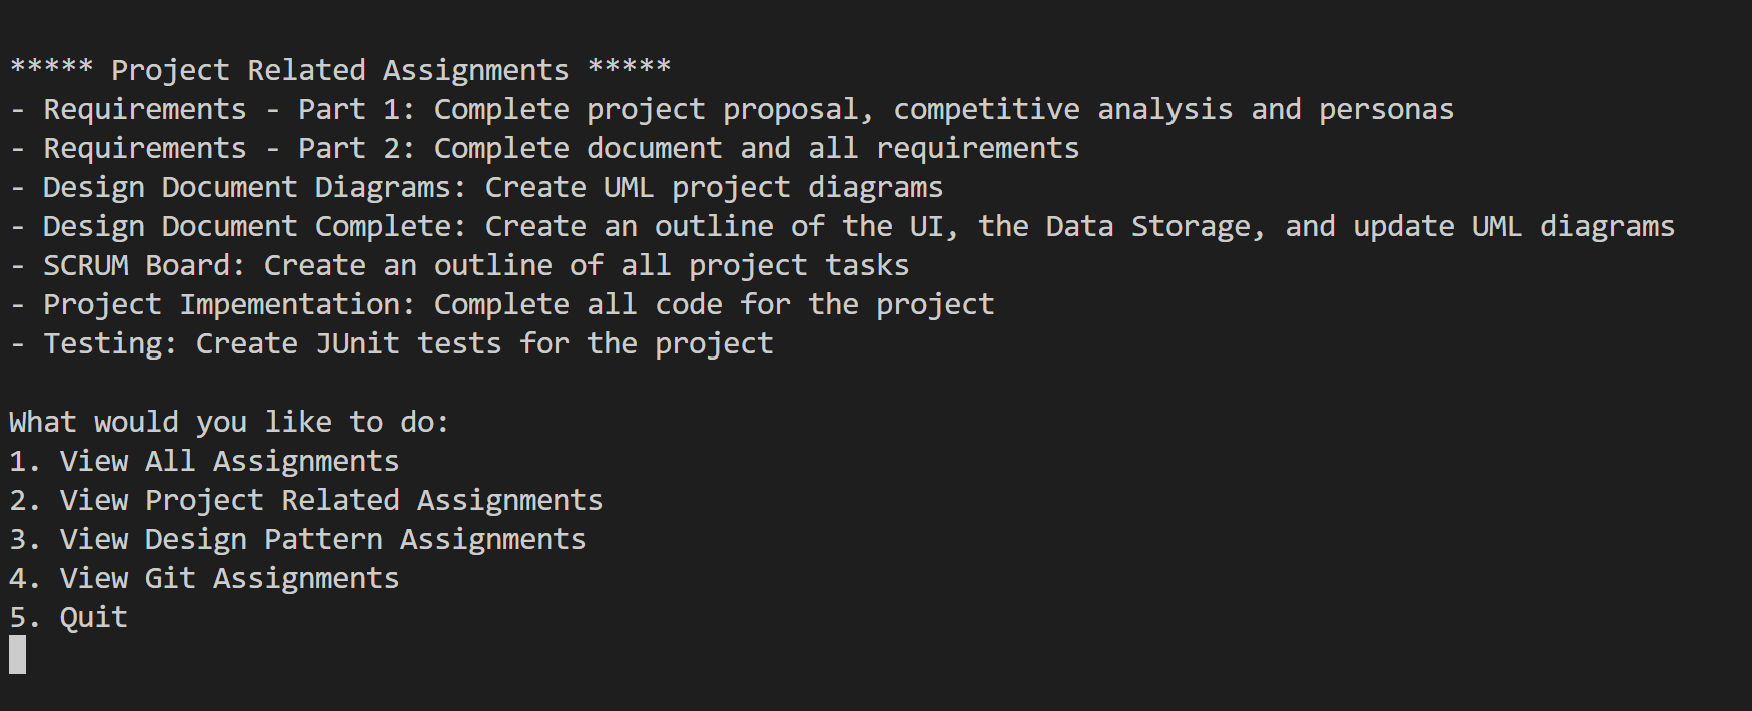 ***** Project Related Assignments *****
- Requirements - Part 1: Complete project proposal, competitive analysis and personas
- Requirements - Part 2: Complete document and all requirements
- Design Document Diagrams: Create UML project diagrams
- Design Document Complete: Create an outline of the UI, the Data Storage, and update UML diagrams
- SCRUM Board: Create an outline of all project tasks
- Project Impementation: Complete all code for the project
- Testing: Create JUnit tests for the project
What would you like to do:
1. View All Assignments
2. View Project Related Assignments
3. View Design Pattern Assignments
4. View Git Assignments
5. Quit